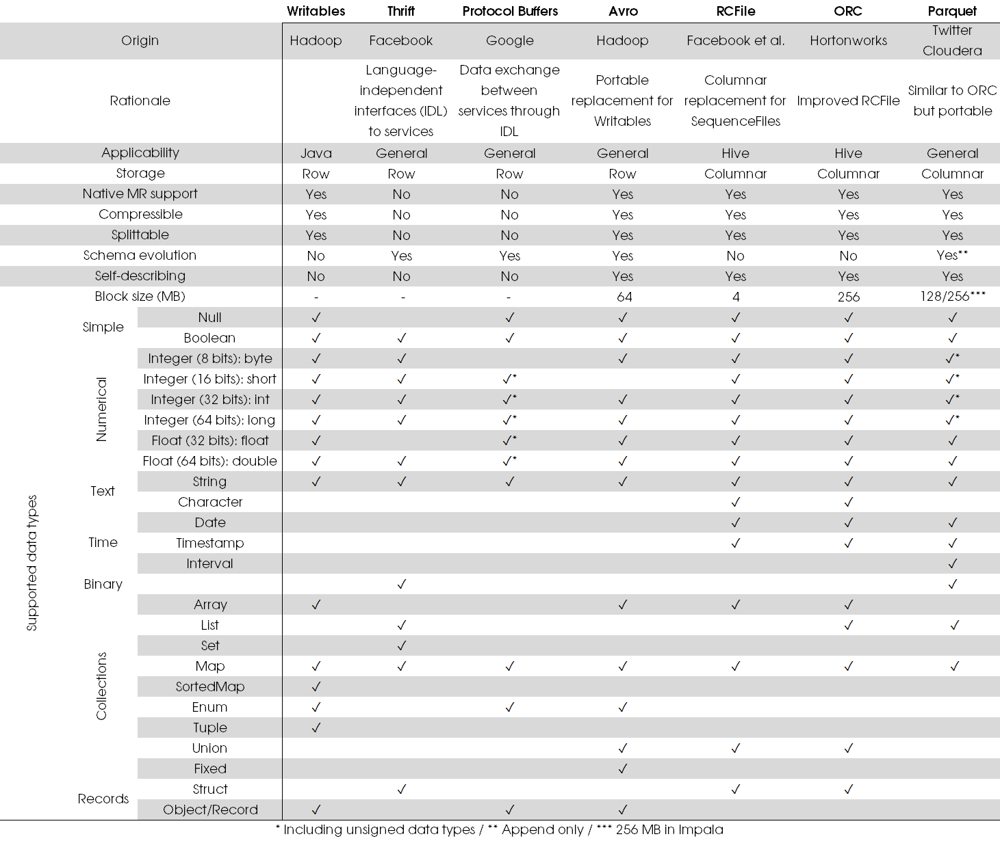 Writables Thrift Protocol Buffers Avro RCFile ORC Parquet
Origin Hadoop Facebook Google Hadoop Facebook et al. Hortonworks Twitter Cloudera
Rationale Language-independent interfaces (IDL) to services Data exchange between services through IDL Portable replacement for Writables Columnar replacement for SequenceFiles Improved RCFile Similar to ORC but portable
Applicability Java General General General Hive Hive General
Storage Row Row Row Row Columnar Columnar Columnar
Native MR support Yes No No Yes Yes Yes Yes
Compressible Yes No No Yes Yes Yes Yes
Splittable Yes No No Yes Yes Yes Yes
Schema evolution No Yes Yes Yes No No Yes**
Self-describing No No No Yes Yes Yes Yes
Block size (MB) - - - 64 4 256 128/256***
Supported data types
Simple
Null ✓ ✓ ✓ ✓ ✓ ✓
Boolean ✓ ✓ ✓ ✓ ✓ ✓ ✓
Numerical
Integer (8 bits): byte ✓ ✓ ✓ ✓ ✓ ✓*
Integer (16 bits): short ✓ ✓ ✓* ✓ ✓ ✓*
Integer (32 bits): int ✓ ✓ ✓* ✓ ✓ ✓ ✓*
Integer (64 bits): long ✓ ✓ ✓* ✓ ✓ ✓ ✓*
Float (32 bits): float ✓ ✓* ✓ ✓ ✓ ✓
Float (64 bits): double ✓ ✓ ✓* ✓ ✓ ✓ ✓
Text
String ✓ ✓ ✓ ✓ ✓ ✓ ✓
Character ✓ ✓
Time
Date ✓ ✓ ✓
Timestamp ✓ ✓ ✓
Interval ✓
Binary ✓ ✓
Collections
Array ✓ ✓ ✓ ✓
List ✓ ✓ ✓
Set ✓
Map ✓ ✓ ✓ ✓ ✓ ✓ ✓
SortedMap ✓
Enum ✓ ✓ ✓
Tuple ✓
Union ✓ ✓ ✓
Fixed ✓
Records
Struct ✓ ✓ ✓
Object/Record ✓ ✓ ✓
* Including unsigned data types / ** Append only / *** 256 MB in Impala